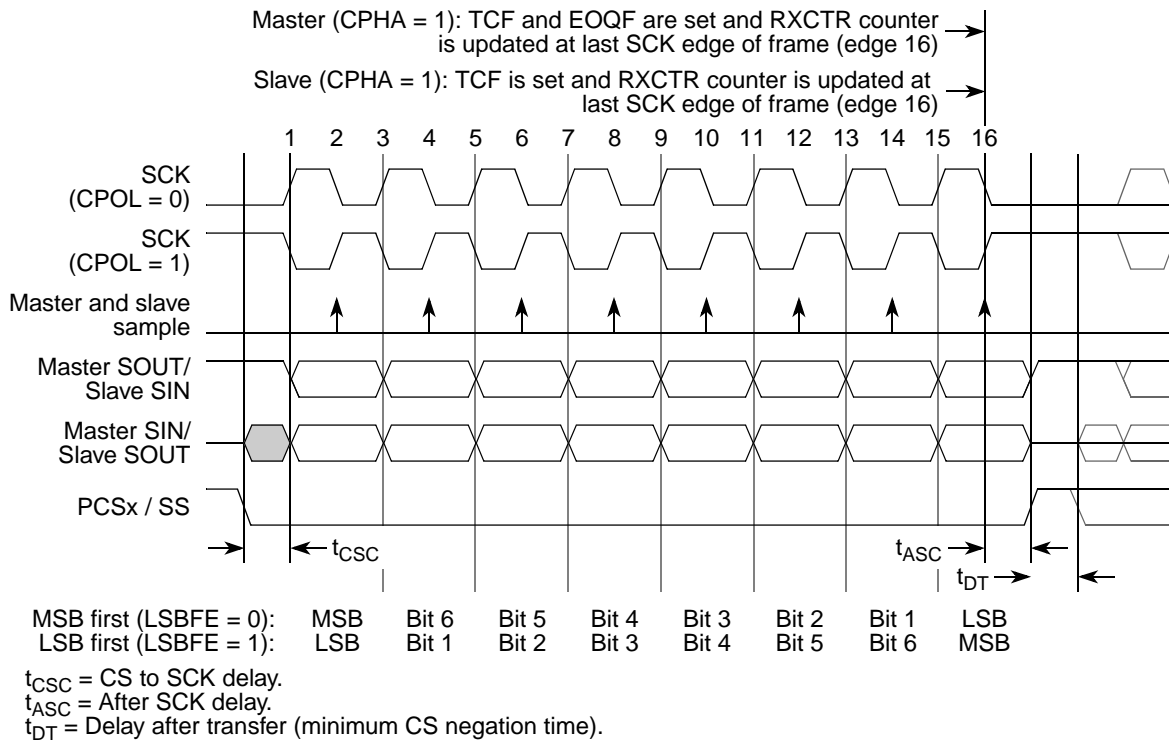 Master (CPHA = 1): TCF and EOQF are set and RXCTR counter
is updated at last SCK edge of frame (edge 16)
Slave (CPHA = 1): TCF is set and RXCTR counter is updated at
last SCK edge of frame (edge 16)
1 2 3 4 5 6 7 8 9 10 11 12 13 14 15 16
SCK
(CPOL = 0)
SCK
(CPOL = 1)
Master and slave
sample
Master SOUT/
Slave SIN
Master SIN/
Slave SOUT
PCSx / SS
tCSC
tASC
tDT
MSB first (LSBFE = 0): MSB Bit 6 Bit 5 Bit 4 Bit 3 Bit 2 Bit 1 LSB
LSB first (LSBFE = 1): LSB Bit 1 Bit 2 Bit 3 Bit 4 Bit 5 Bit 6 MSB
tCSC = CS to SCK delay.
tASC = After SCK delay.
tDT = Delay after transfer (minimum CS negation time).